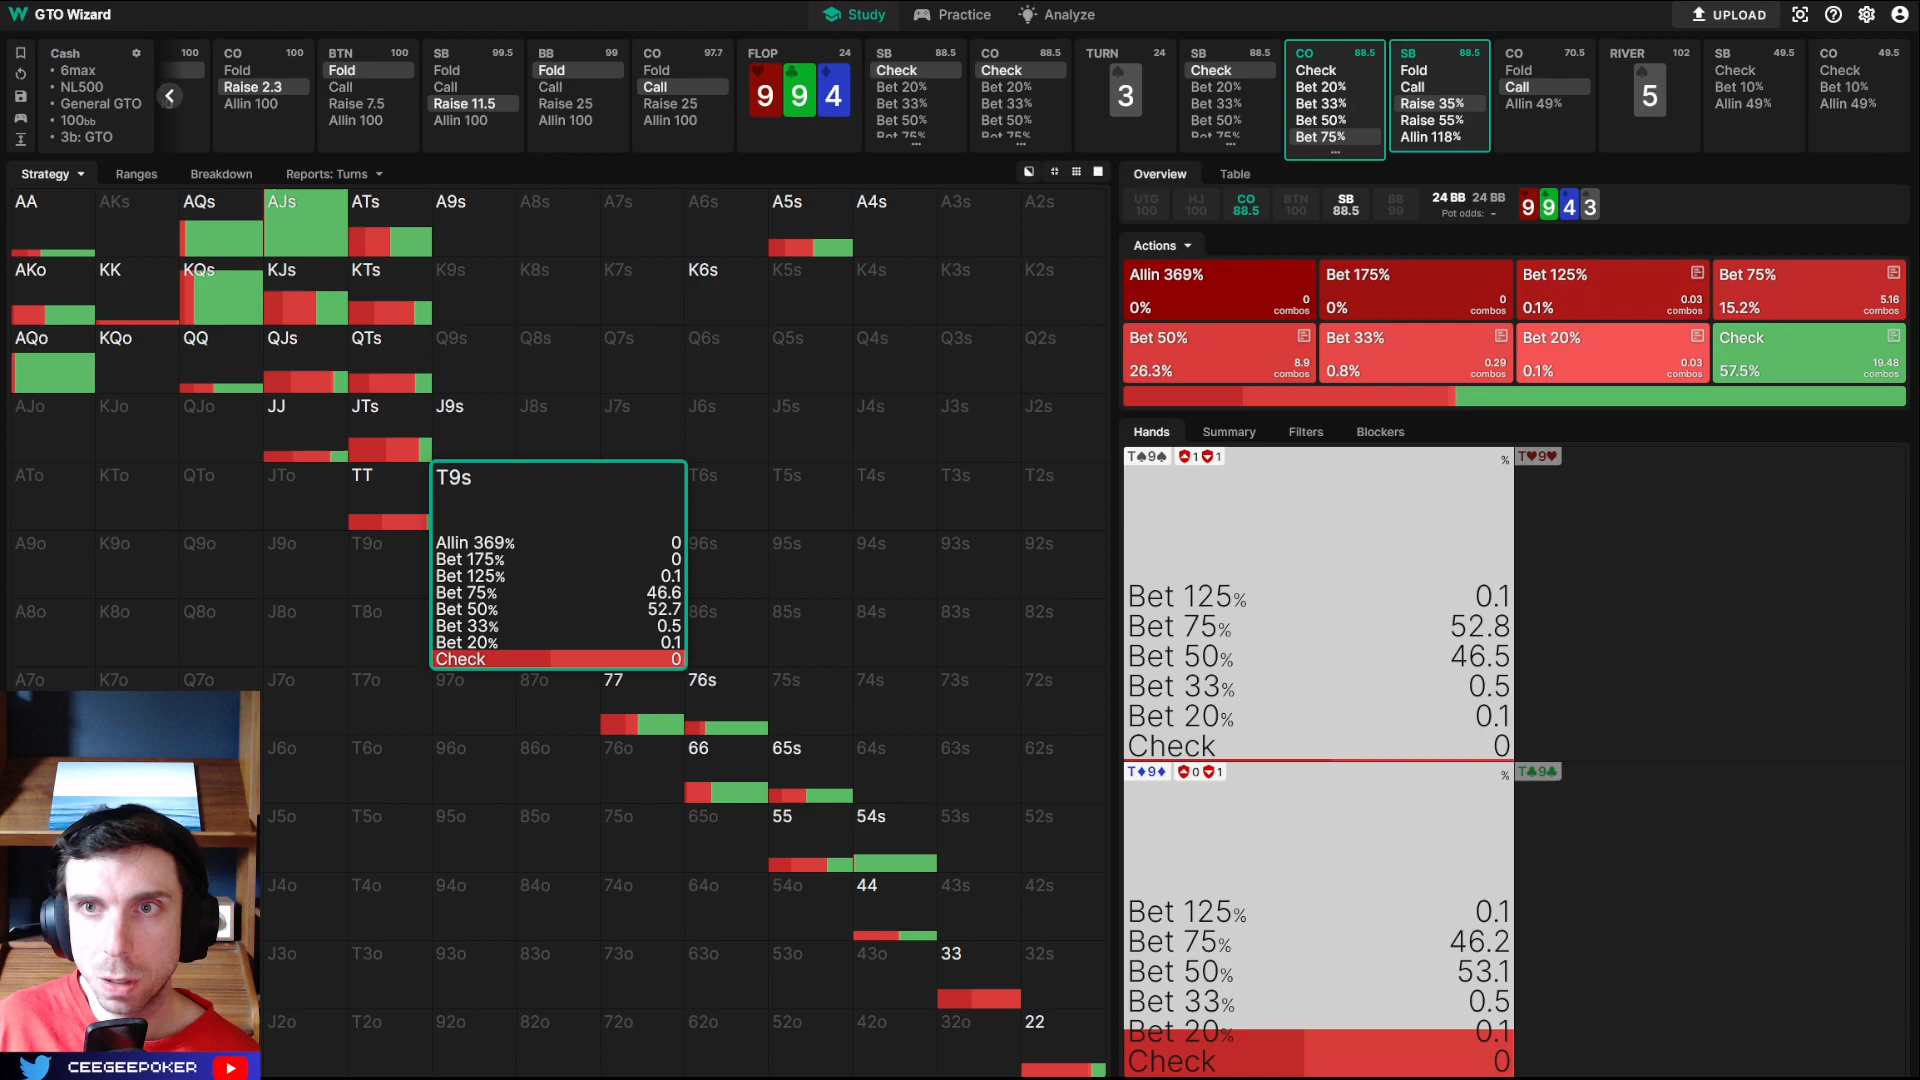 GTO Wizard
Study
Practice
Analyze
UPLOAD
Cash
6max
NL500
General GTO
100bb
3b: GTO
100
CO 100
Fold
Raise 2.3
Allin 100
BTN 100
Fold
Call
Raise 7.5
Allin 100
SB 99.5
Fold
Call
Raise 11.5
Allin 100
BB 99
Fold
Call
Raise 25
Allin 100
CO 97.7
Fold
Call
Raise 25
Allin 100
FLOP 24
9 9 4
SB 88.5
Check
Bet 20%
Bet 33%
Bet 50%
Bet 75%
CO 88.5
Check
Bet 20%
Bet 33%
Bet 50%
Bet 75%
TURN 24
3
SB 88.5
Check
Bet 20%
Bet 33%
Bet 50%
Bet 75%
CO 88.5
Check
Bet 20%
Bet 33%
Bet 50%
Bet 75%
SB 88.5
Fold
Call
Raise 35%
Raise 55%
Allin 118%
CO 70.5
Fold
Call
Allin 49%
RIVER 102
5
SB 49.5
Check
Bet 10%
Allin 49%
CO 49.5
Check
Bet 10%
Allin 49%
Strategy
Ranges
Breakdown
Reports: Turns
AA AKs AQs AJs ATs A9s A8s A7s A6s A5s A4s A3s A2s
AKo KK KQs KJs KTs K9s K8s K7s K6s K5s K4s K3s K2s
AQo KQo QQ QJs QTs Q9s Q8s Q7s Q6s Q5s Q4s Q3s Q2s
AJo KJo QJo JJ JTs J9s J8s J7s J6s J5s J4s J3s J2s
ATo KTo QTo JTo TT T9s T6s T5s T4s T3s T2s
A9o K9o Q9o J9o T9o 96s 95s 94s 93s 92s
A8o K8o Q8o J8o T8o 86s 85s 84s 83s 82s
A7o K7o Q7o J7o T7o 97o 87o 77 76s 75s 74s 73s 72s
J6o T6o 96o 86o 76o 66 65s 64s 63s 62s
J5o T5o 95o 85o 75o 65o 55 54s 53s 52s
J4o T4o 94o 84o 74o 64o 54o 44 43s 42s
J3o T3o 93o 83o 73o 63o 53o 43o 33 32s
J2o T2o 92o 82o 72o 62o 52o 42o 32o 22
Allin 369% 0
Bet 175% 0
Bet 125% 0.1
Bet 75% 46.6
Bet 50% 52.7
Bet 33% 0.5
Bet 20% 0.1
Check 0
Overview
Table
UTG 100
HJ 100
CO 88.5
BTN 100
SB 88.5
BB 99
24 BB 24 BB
Pot odds: -
9 9 4 3
Actions
Allin 369%
0% 0 combos
Bet 175%
0% 0 combos
Bet 125%
0.1% 0.03 combos
Bet 75%
15.2% 5.16 combos
Bet 50%
26.3% 8.9 combos
Bet 33%
0.8% 0.29 combos
Bet 20%
0.1% 0.03 combos
Check
57.5% 19.48 combos
Hands
Summary
Filters
Blockers
T♠9♠ 1 1 %
T♥9♥
Bet 125% 0.1
Bet 75% 52.8
Bet 50% 46.5
Bet 33% 0.5
Bet 20% 0.1
Check 0
T♦9♦ 0 1 %
T♣9♣
Bet 125% 0.1
Bet 75% 46.2
Bet 50% 53.1
Bet 33% 0.5
Bet 20% 0.1
Check 0
CEEGEEPOKER